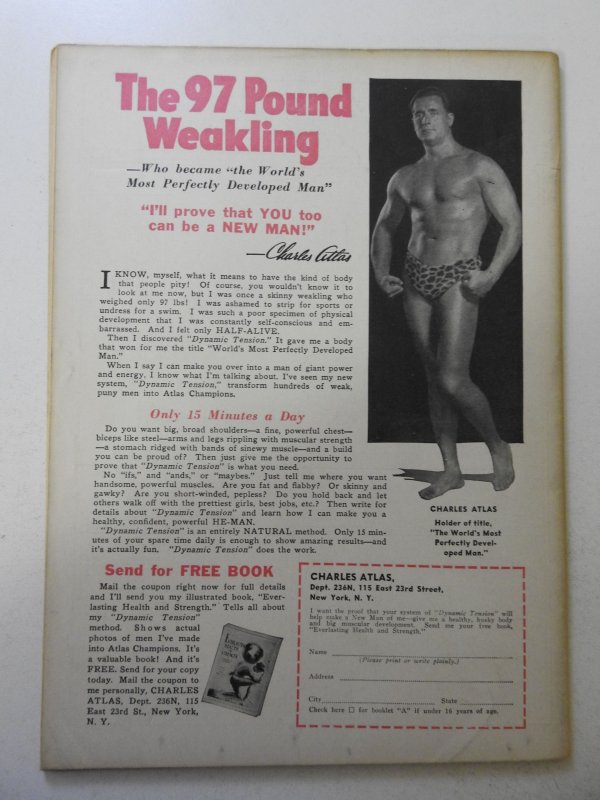 The 97 Pound
Weakling
—Who became "the World's
Most Perfectly Developed Man"
"I'll prove that YOU too
can be a NEW MAN!"
—Charles Atlas
I KNOW, myself, what it means to have the kind of body
that people pity! Of course, you wouldn't know it to
look at me now, but I was once a skinny weakling who
weighed only 97 lbs! I was ashamed to strip for sports or
undress for a swim. I was such a poor specimen of physical
development that I was constantly self-conscious and em-
barrassed. And I felt only HALF-ALIVE.
Then I discovered "Dynamic Tension." It gave me a body
that won for me the title "World's Most Perfectly Developed
Man."
When I say I can make you over into a man of giant power
and energy, I know what I'm talking about. I've seen my new
system, "Dynamic Tension," transform hundreds of weak,
puny men into Atlas Champions.
Only 15 Minutes a Day
Do you want big, broad shoulders—a fine, powerful chest—
biceps like steel—arms and legs rippling with muscular strength
—a stomach ridged with bands of sinewy muscle—and a build
you can be proud of? Then just give me the opportunity to
prove that "Dynamic Tension" is what you need.
No "ifs," and "ands," or "maybes." Just tell me where you want
handsome, powerful muscles. Are you fat and flabby? Or skinny and
gawky? Are you short-winded, pepless? Do you hold back and let
others walk off with the prettiest girls, best jobs, etc.? Then write for
details about "Dynamic Tension" and learn how I can make you a
healthy, confident, powerful HE-MAN.
"Dynamic Tension" is an entirely NATURAL method. Only 15 min-
utes of your spare time daily is enough to show amazing results—and
it's actually fun. "Dynamic Tension" does the work.
Send for FREE BOOK
Mail the coupon right now for full details
and I'll send you my illustrated book, "Ever-
lasting Health and Strength." Tells all about
my "Dynamic Tension"
method. Shows actual
photos of men I've made
into Atlas Champions. It's
a valuable book! And it's
FREE. Send for your copy
today. Mail the coupon to
me personally, CHARLES
ATLAS, Dept. 236N, 115
East 23rd St., New York,
N. Y.
CHARLES ATLAS
Holder of title,
"The World's Most
Perfectly Devel-
oped Man."
CHARLES ATLAS,
Dept. 236N, 115 East 23rd Street,
New York, N. Y.
I want the proof that your system of "Dynamic Tension" will
help make a New Man of me—give me a healthy, husky body
and big muscular development. Send me your free book,
"Everlasting Health and Strength."
Name
(Please print or write plainly.)
Address
City State
Check here □ for booklet "A" if under 16 years of age.